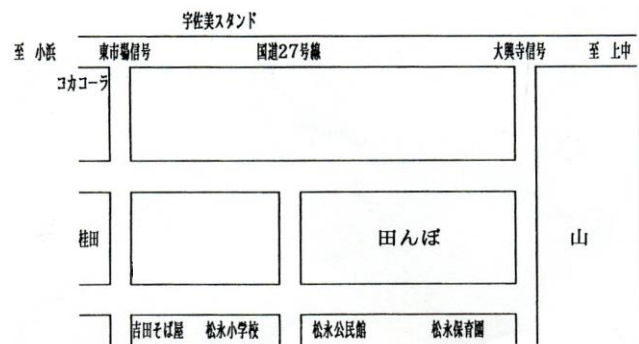 宇佐美スタンド
至 小浜 東市場信号 国道27号線 大興寺信号 至 上中
コカコーラ
桂田 田んぼ 山
吉田そば屋 松永小学校 松永公民館 松永保育園